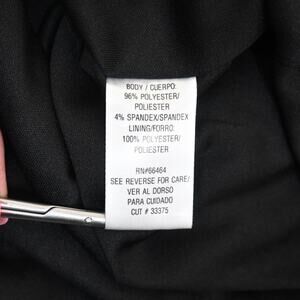 BODY / CUERPO:
96% POLYESTER/
POLIESTER
4% SPANDEX/SPANDEX
LINING/FORRO:
100% POLYESTER/
POLIESTER
RN#66464
SEE REVERSE FOR CARE/
VER AL DORSO
PARA CUIDADO
CUT # 33375